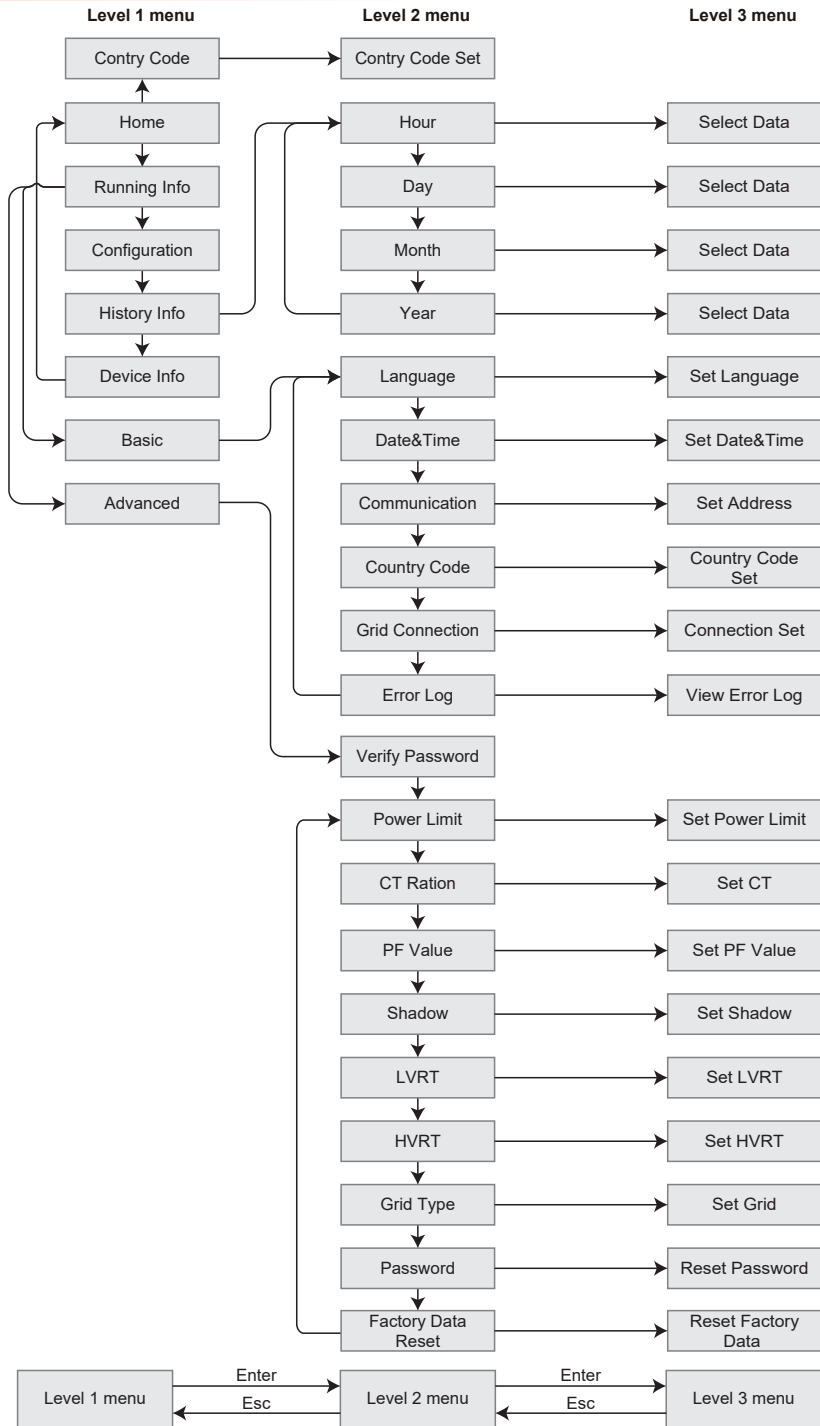 Level 1 menu
Level 2 menu
Level 3 menu
Contry Code
Contry Code Set
Home
Hour
Select Data
Running Info
Day
Select Data
Configuration
Month
Select Data
History Info
Year
Select Data
Device Info
Language
Set Language
Basic
Date&Time
Set Date&Time
Advanced
Communication
Set Address
Country Code
Country Code
Set
Grid Connection
Connection Set
Error Log
View Error Log
Verify Password
Power Limit
Set Power Limit
CT Ration
Set CT
PF Value
Set PF Value
Shadow
Set Shadow
LVRT
Set LVRT
HVRT
Set HVRT
Grid Type
Set Grid
Password
Reset Password
Factory Data
Reset
Reset Factory
Data
Level 1 menu
Enter
Esc
Level 2 menu
Enter
Esc
Level 3 menu